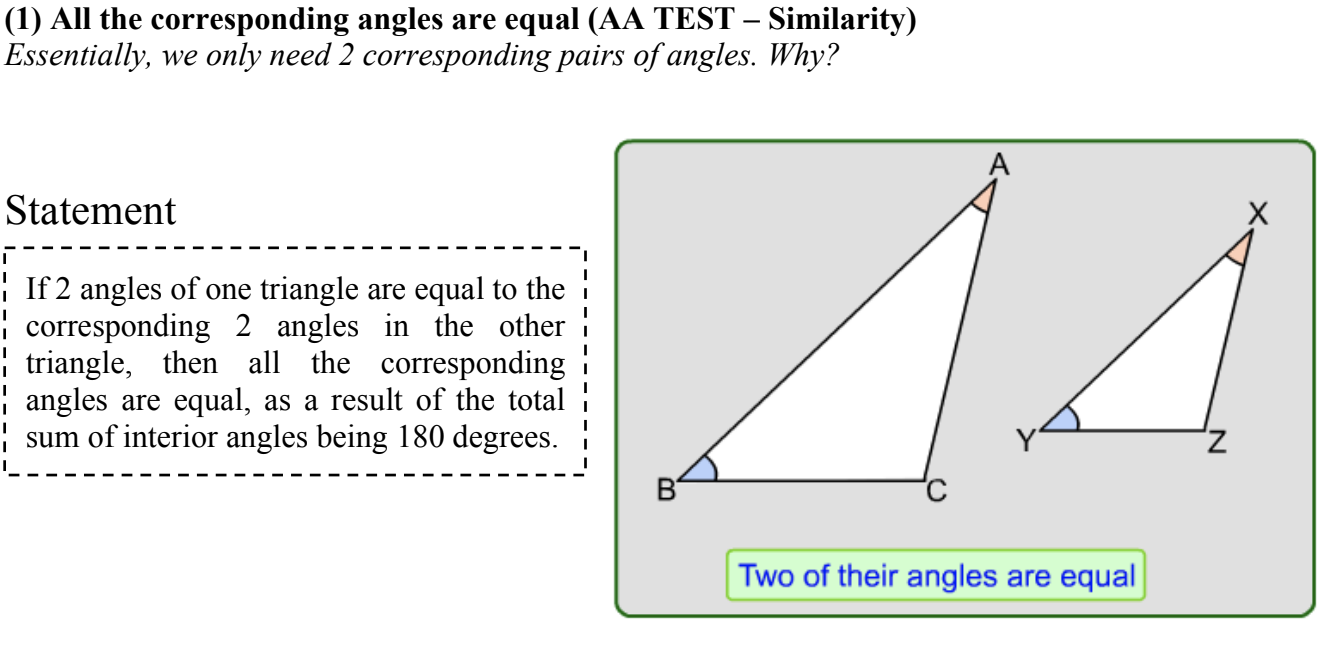 (1) All the corresponding angles are equal (AA TEST – Similarity)
Essentially, we only need 2 corresponding pairs of angles. Why?
Statement
If 2 angles of one triangle are equal to the
corresponding 2 angles in the other
triangle, then all the corresponding
angles are equal, as a result of the total
sum of interior angles being 180 degrees.
A
X
B
C
Y
Z
Two of their angles are equal